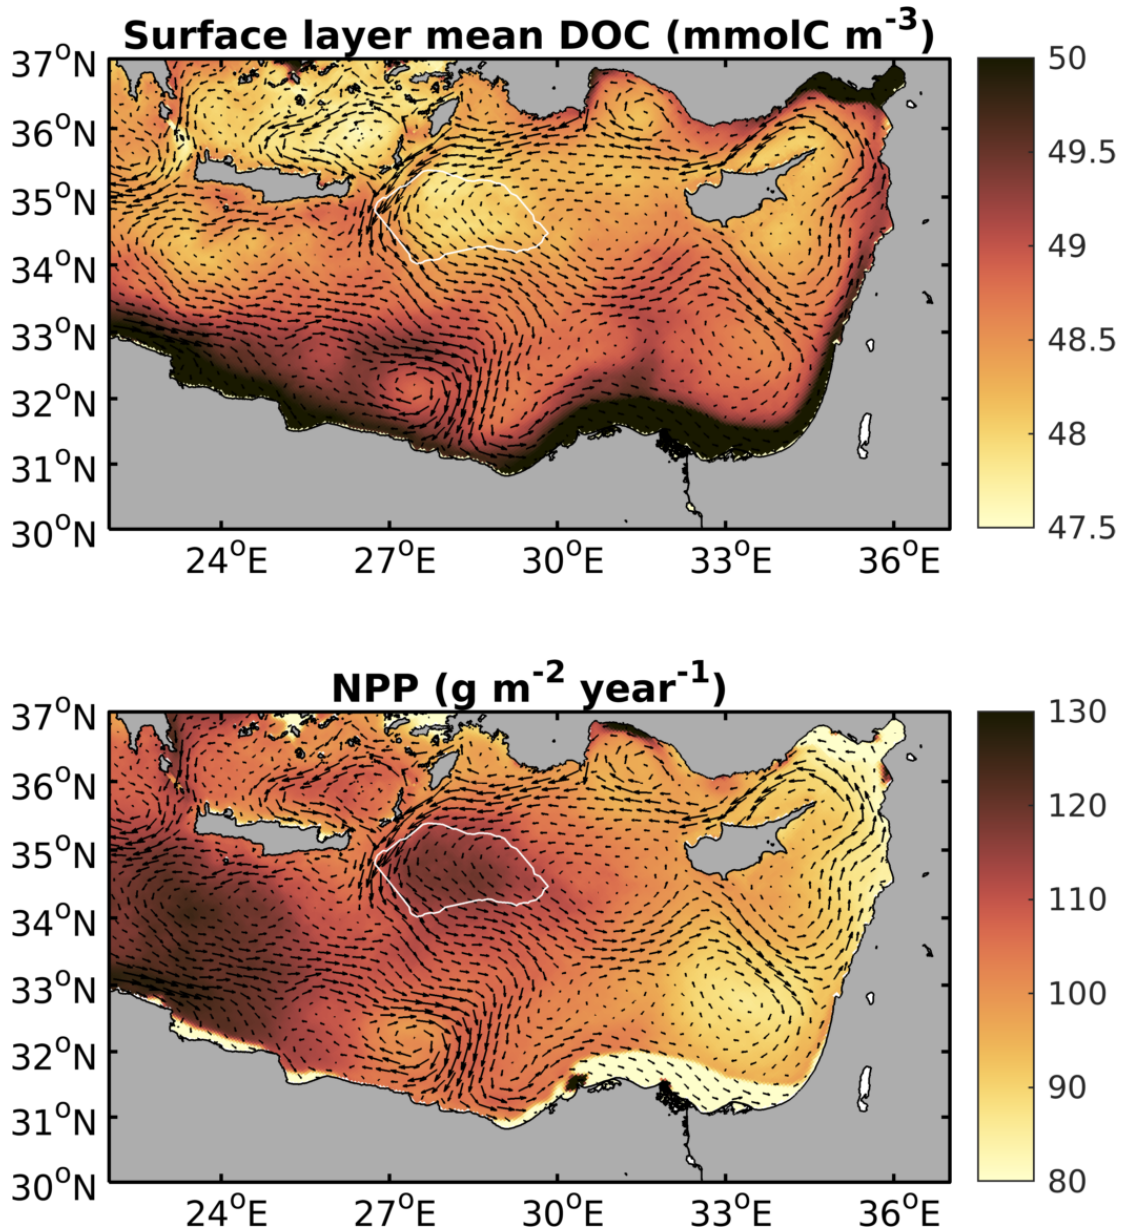 Surface layer mean DOC (mmolC m⁻³)
37°N
36°N
35°N
34°N
33°N
32°N
31°N
30°N
24°E 27°E 30°E 33°E 36°E
50
49.5
49
48.5
48
47.5
NPP (g m⁻² year⁻¹)
37°N
36°N
35°N
34°N
33°N
32°N
31°N
30°N
24°E 27°E 30°E 33°E 36°E
130
120
110
100
90
80